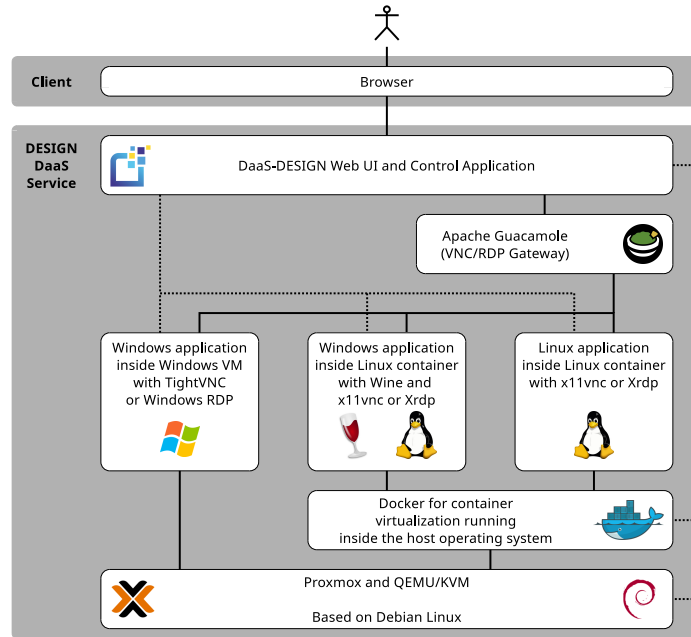 Client
Browser
DESIGN
DaaS
Service
DaaS-DESIGN Web UI and Control Application
Apache Guacamole
(VNC/RDP Gateway)
Windows application
inside Windows VM
with TightVNC
or Windows RDP
Windows application
inside Linux container
with Wine and
x11vnc or Xrdp
Linux application
inside Linux container
with x11vnc or Xrdp
Docker for container
virtualization running
inside the host operating system
Proxmox and QEMU/KVM
Based on Debian Linux